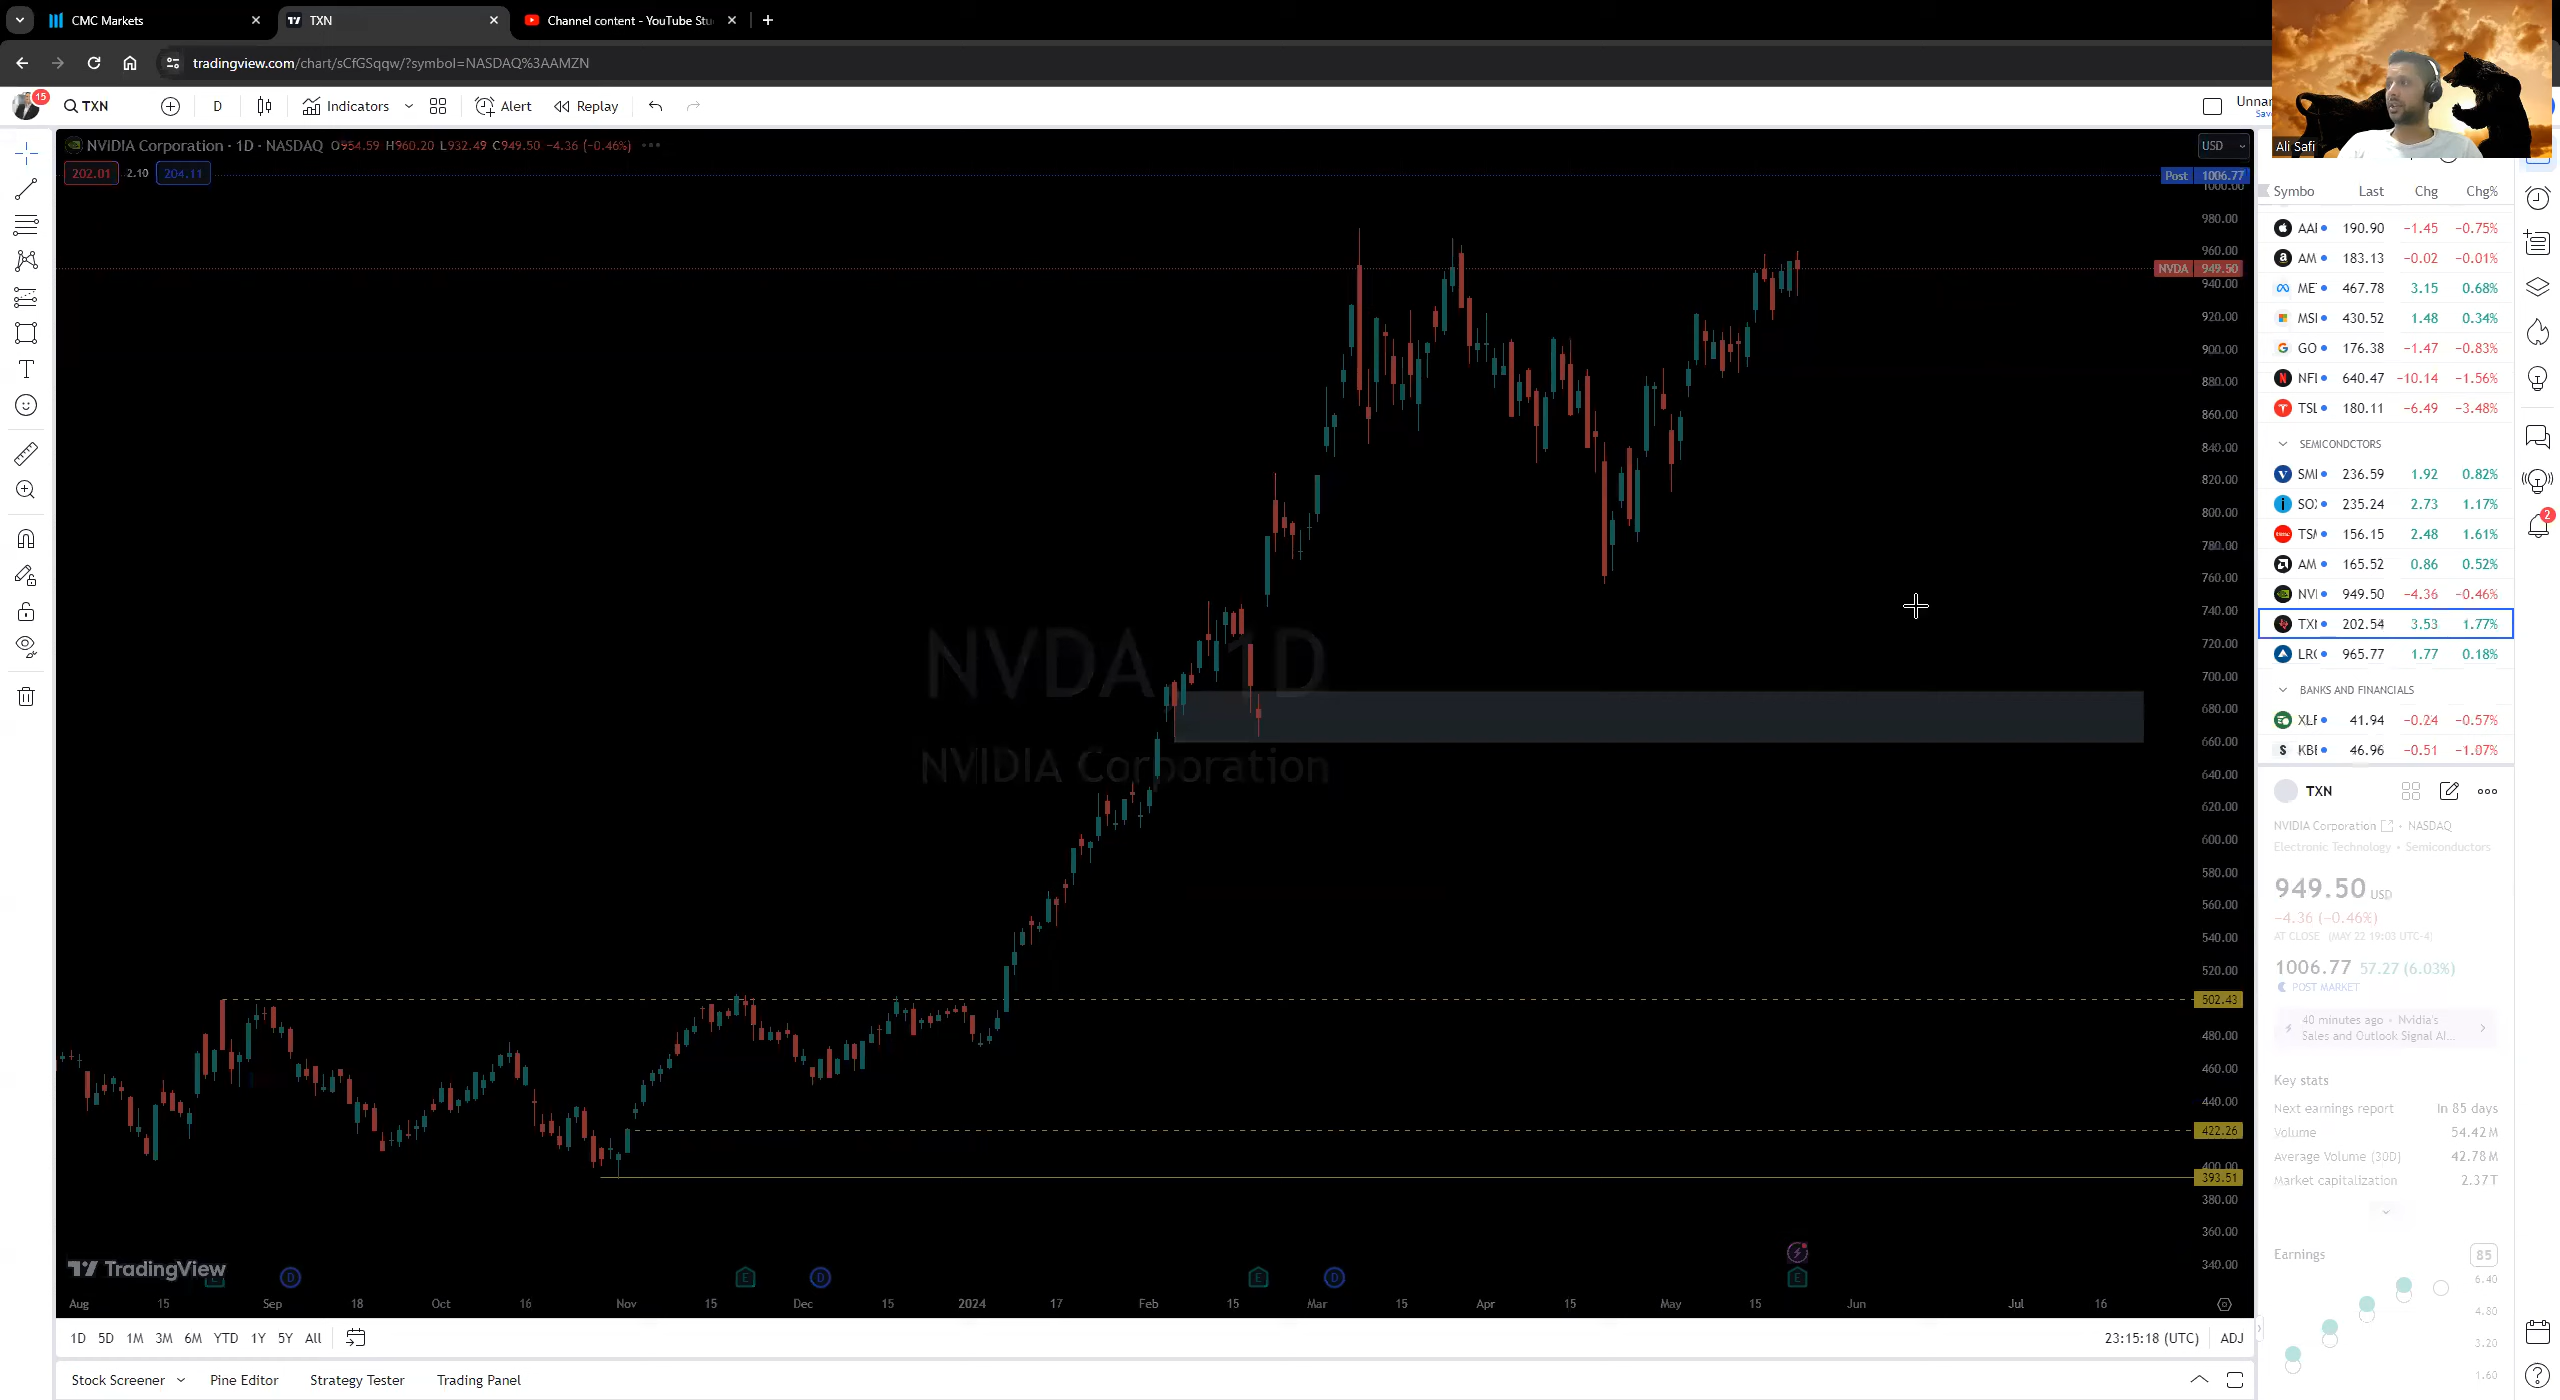 CMC Markets
TXN
Channel content - YouTube Stu
tradingview.com/chart/sCfGSqqw/?symbol=NASDAQ%3AAMZN
15
TXN
D
Indicators
Alert
Replay
Unnar
Save
Ali Safi
NVIDIA Corporation · 1D · NASDAQ O954.59 H960.20 L932.49 C949.50 −4.36 (−0.46%)
202.01 2.10 204.11
USD
Post 1006.77
1000.00
980.00
960.00
NVDA 949.50
940.00
920.00
900.00
880.00
860.00
840.00
820.00
800.00
780.00
760.00
740.00
720.00
700.00
680.00
660.00
640.00
620.00
600.00
580.00
560.00
540.00
520.00
502.43
480.00
460.00
440.00
422.26
400.00
393.51
380.00
360.00
340.00
NVDA 1D
NVIDIA Corporation
TradingView
E D E D E D E
Aug 15 Sep 18 Oct 16 Nov 15 Dec 15 2024 17 Feb 15 Mar 15 Apr 15 May 15 Jun Jul 16
1D 5D 1M 3M 6M YTD 1Y 5Y All
23:15:18 (UTC) ADJ
Stock Screener Pine Editor Strategy Tester Trading Panel
Symbo Last Chg Chg%
AAI 190.90 −1.45 −0.75%
AM 183.13 −0.02 −0.01%
ME 467.78 3.15 0.68%
MSI 430.52 1.48 0.34%
GO 176.38 −1.47 −0.83%
NFI 640.47 −10.14 −1.56%
TSL 180.11 −6.49 −3.48%
SEMICONDCTORS
SMI 236.59 1.92 0.82%
SO 235.24 2.73 1.17%
TSM 156.15 2.48 1.61%
AM 165.52 0.86 0.52%
NVI 949.50 −4.36 −0.46%
TXI 202.54 3.53 1.77%
LRC 965.77 1.77 0.18%
BANKS AND FINANCIALS
XLF 41.94 −0.24 −0.57%
KBE 46.96 −0.51 −1.07%
2
TXN
NVIDIA Corporation • NASDAQ
Electronic Technology • Semiconductors
949.50 USD
−4.36 (−0.46%)
AT CLOSE (MAY 22 19:03 UTC-4)
1006.77 57.27 (6.03%)
POST MARKET
40 minutes ago • Nvidia's
Sales and Outlook Signal AI...
Key stats
Next earnings report In 85 days
Volume 54.42M
Average Volume (30D) 42.78M
Market capitalization 2.37T
Earnings 85
6.40
4.80
3.20
1.60